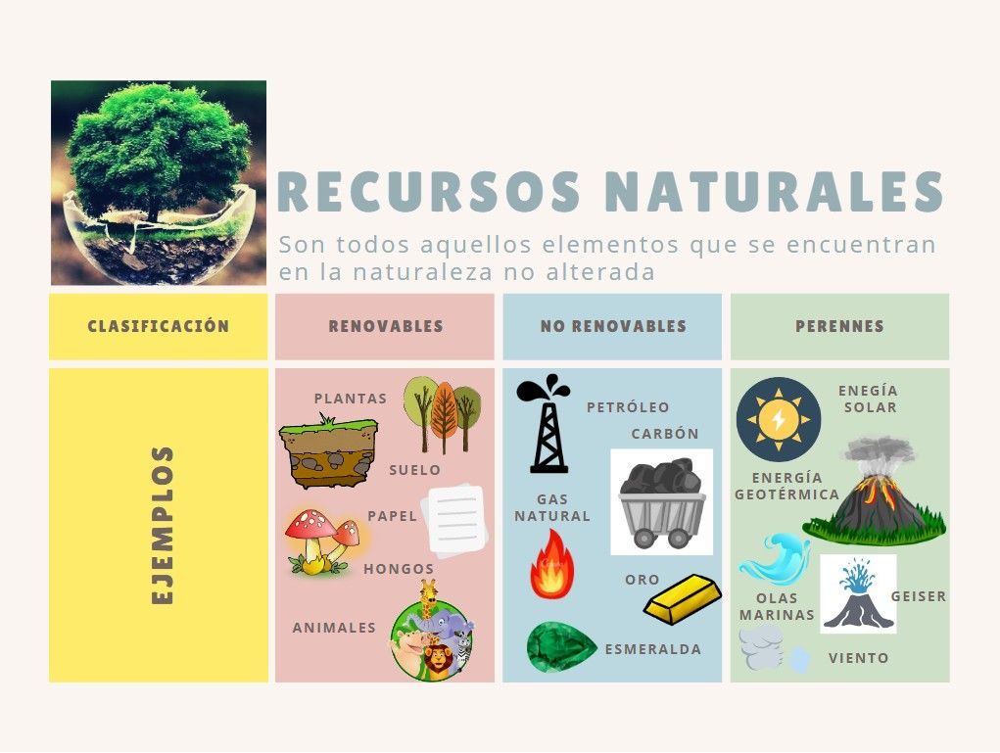 RECURSOS NATURALES
Son todos aquellos elementos que se encuentran
en la naturaleza no alterada
CLASIFICACIÓN
RENOVABLES
NO RENOVABLES
PERENNES
EJEMPLOS
PLANTAS
SUELO
PAPEL
HONGOS
ANIMALES
PETRÓLEO
CARBÓN
GAS
NATURAL
ORO
ESMERALDA
ENEGÍA
SOLAR
ENERGÍA
GEOTÉRMICA
OLAS
MARINAS
GEISER
VIENTO